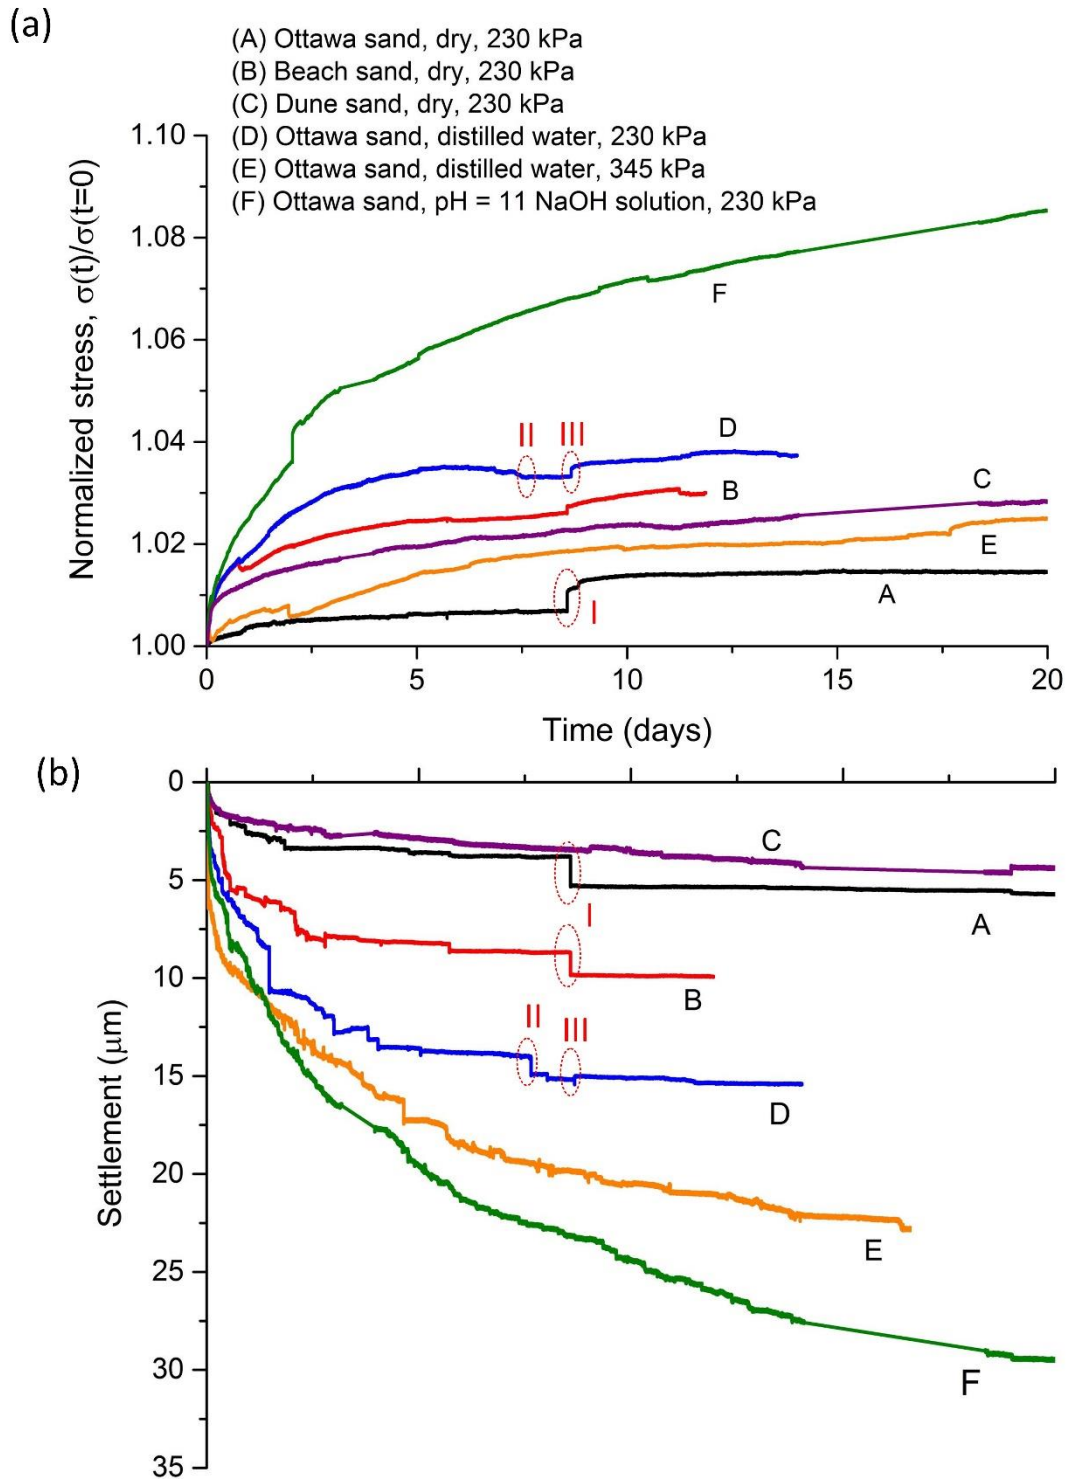 (a)
(A) Ottawa sand, dry, 230 kPa
(B) Beach sand, dry, 230 kPa
(C) Dune sand, dry, 230 kPa
(D) Ottawa sand, distilled water, 230 kPa
(E) Ottawa sand, distilled water, 345 kPa
(F) Ottawa sand, pH = 11 NaOH solution, 230 kPa
Normalized stress, σ(t)/σ(t=0)
1.10
1.08
1.06
1.04
1.02
1.00
F
II III
D
B
C
E
A
I
0 5 10 15 20
Time (days)
(b)
Settlement (μm)
0
5
10
15
20
25
30
35
C
A
I
B
II III
D
E
F